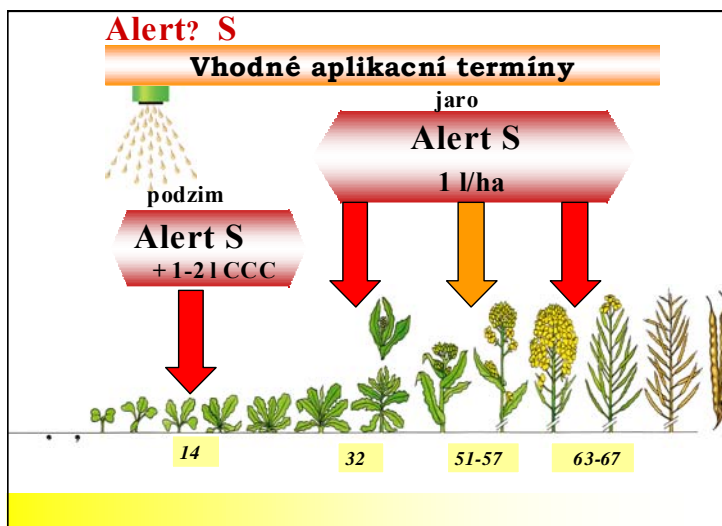 Alert? S
Vhodné aplikační termíny
jaro
Alert S
1 l/ha
podzim
Alert S
+ 1-2 l CCC
14
32
51-57
63-67